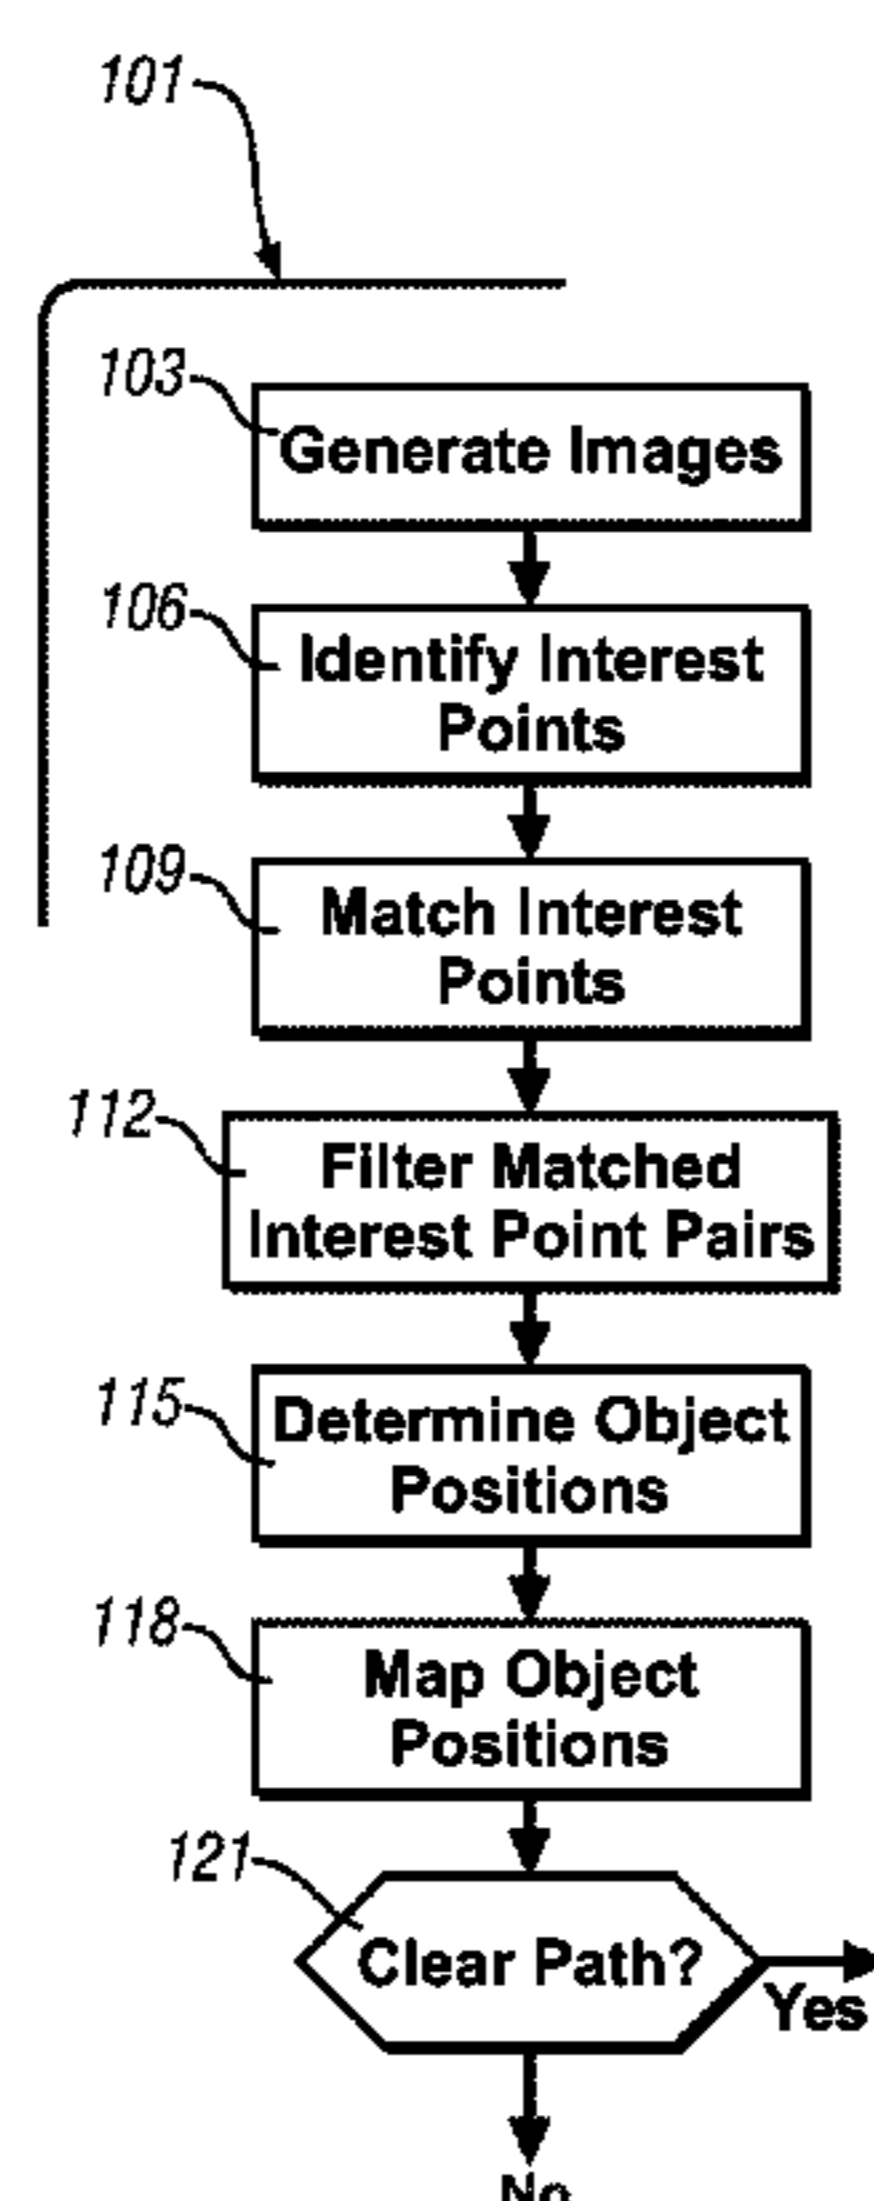 101
103
Generate Images
106
Identify Interest
Points
109
Match Interest
Points
112
Filter Matched
Interest Point Pairs
115
Determine Object
Positions
118
Map Object
Positions
121
Clear Path?
Yes
No